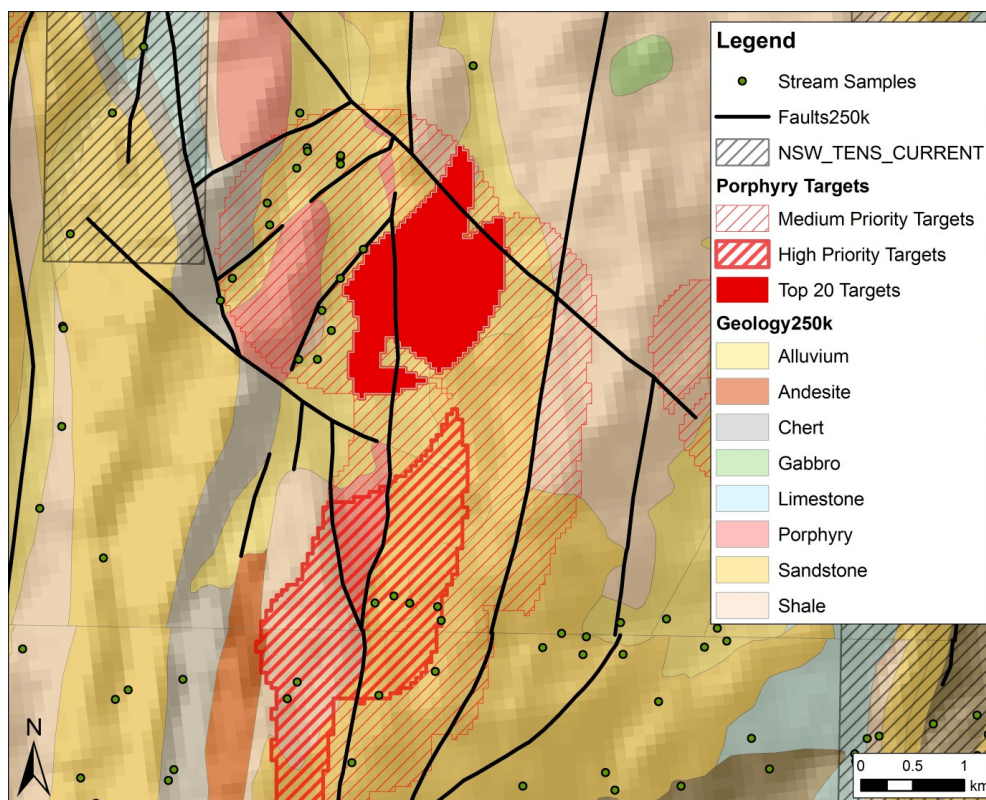 Legend
Stream Samples
Faults250k
NSW_TENS_CURRENT
Porphyry Targets
Medium Priority Targets
High Priority Targets
Top 20 Targets
Geology250k
Alluvium
Andesite
Chert
Gabbro
Limestone
Porphyry
Sandstone
Shale
N
0 0.5 1
km